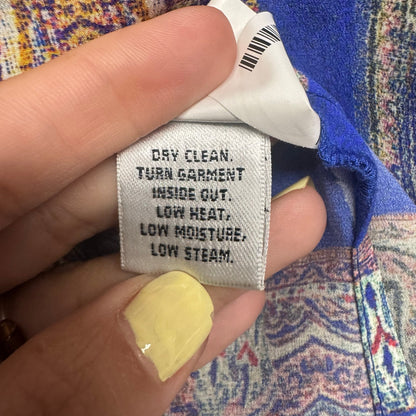 DRY CLEAN.
TURN GARMENT
INSIDE OUT.
LOW HEAT,
LOW MOISTURE,
LOW STEAM.